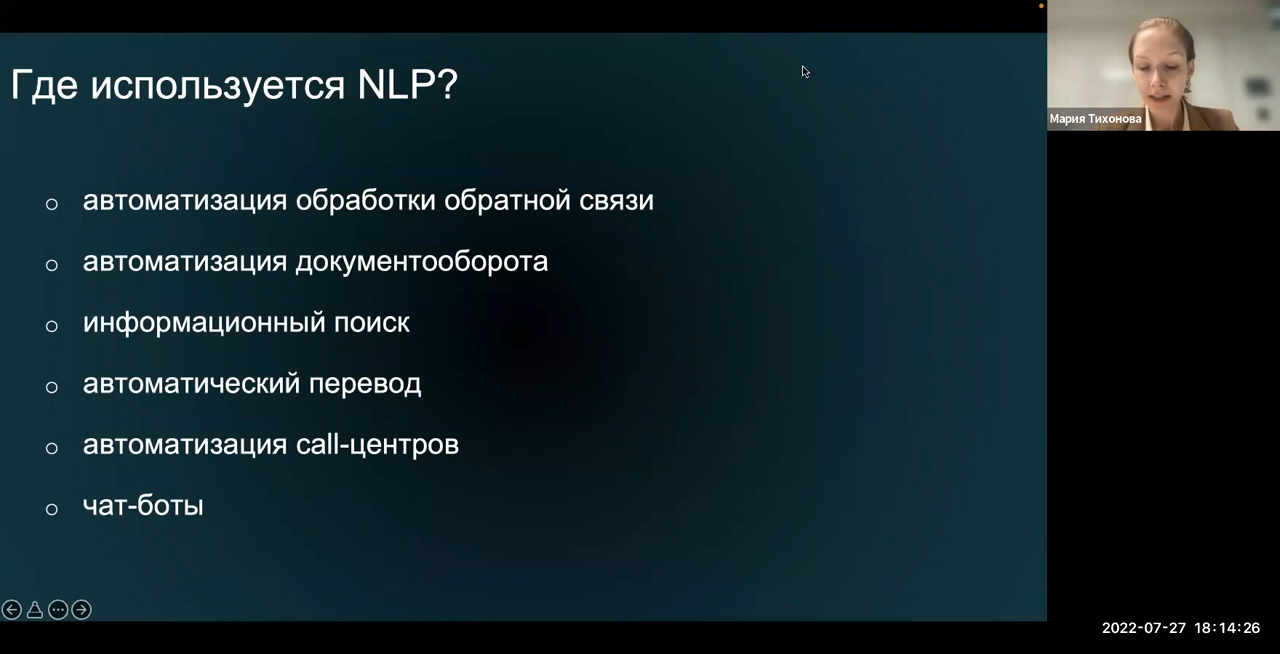 Где используется NLP?
Мария Тихонова
автоматизация обработки обратной связи
автоматизация документооборота
информационный поиск
автоматический перевод
автоматизация call-центров
чат-боты
2022-07-27 18:14:26